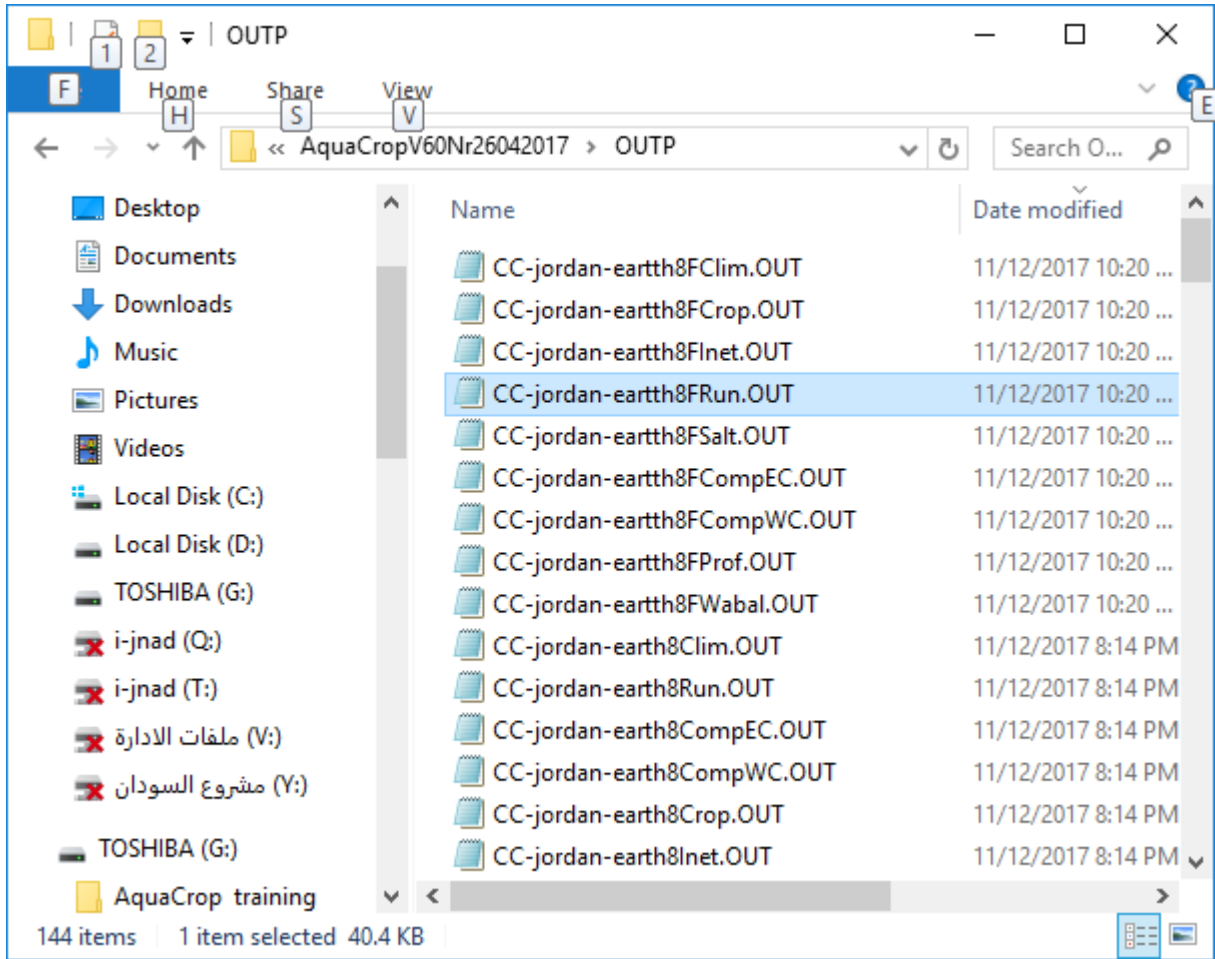 OUTP
1 2
F Home Share View
H S V E
« AquaCropV60Nr26042017 > OUTP Search O...
Desktop
Documents
Downloads
Music
Pictures
Videos
Local Disk (C:)
Local Disk (D:)
TOSHIBA (G:)
i-jnad (Q:)
i-jnad (T:)
ملفات الادارة (V:)
مشروع السودان (Y:)
TOSHIBA (G:)
AquaCrop training
Name Date modified
CC-jordan-eartth8FClim.OUT 11/12/2017 10:20 ...
CC-jordan-eartth8FCrop.OUT 11/12/2017 10:20 ...
CC-jordan-eartth8FInet.OUT 11/12/2017 10:20 ...
CC-jordan-eartth8FRun.OUT 11/12/2017 10:20 ...
CC-jordan-eartth8FSalt.OUT 11/12/2017 10:20 ...
CC-jordan-eartth8FCompEC.OUT 11/12/2017 10:20 ...
CC-jordan-eartth8FCompWC.OUT 11/12/2017 10:20 ...
CC-jordan-eartth8FProf.OUT 11/12/2017 10:20 ...
CC-jordan-eartth8FWabal.OUT 11/12/2017 10:20 ...
CC-jordan-earth8Clim.OUT 11/12/2017 8:14 PM
CC-jordan-earth8Run.OUT 11/12/2017 8:14 PM
CC-jordan-earth8CompEC.OUT 11/12/2017 8:14 PM
CC-jordan-earth8CompWC.OUT 11/12/2017 8:14 PM
CC-jordan-earth8Crop.OUT 11/12/2017 8:14 PM
CC-jordan-earth8Inet.OUT 11/12/2017 8:14 PM
144 items 1 item selected 40.4 KB